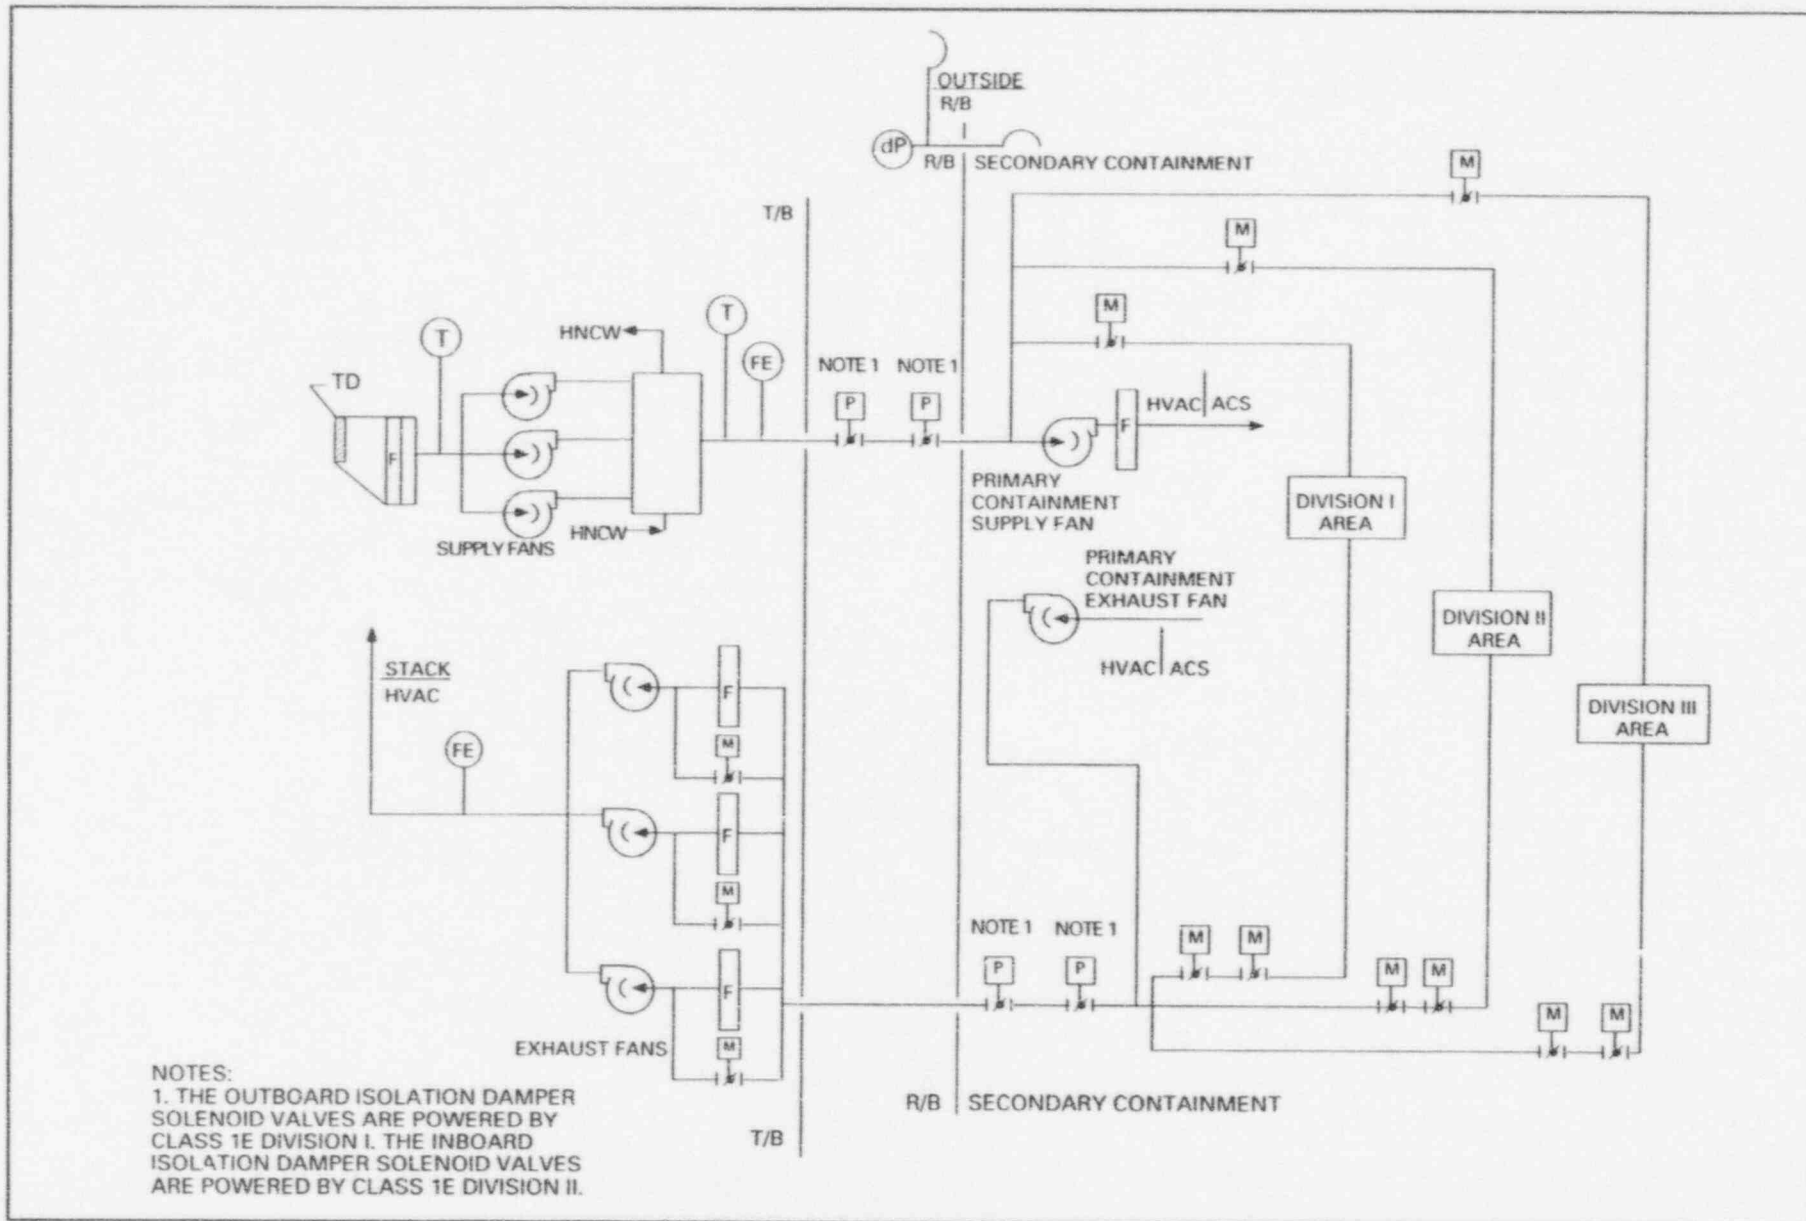 OUTSIDE
R/B
dP
R/B SECONDARY CONTAINMENT
M
T/B
M
M
T
T
HNCW
FE
NOTE 1 NOTE 1
TD
P P
HVAC ACS
F
F
PRIMARY
CONTAINMENT
SUPPLY FAN
DIVISION I
AREA
HNCW
SUPPLY FANS
PRIMARY
CONTAINMENT
EXHAUST FAN
DIVISION II
AREA
HVAC ACS
STACK
HVAC
F
DIVISION III
AREA
FE
M
F
M
NOTE 1 NOTE 1
M M
P P
M M
F
M M
EXHAUST FANS
M
NOTES:
1. THE OUTBOARD ISOLATION DAMPER
SOLENOID VALVES ARE POWERED BY
CLASS 1E DIVISION I. THE INBOARD
ISOLATION DAMPER SOLENOID VALVES
ARE POWERED BY CLASS 1E DIVISION II.
R/B SECONDARY CONTAINMENT
T/B